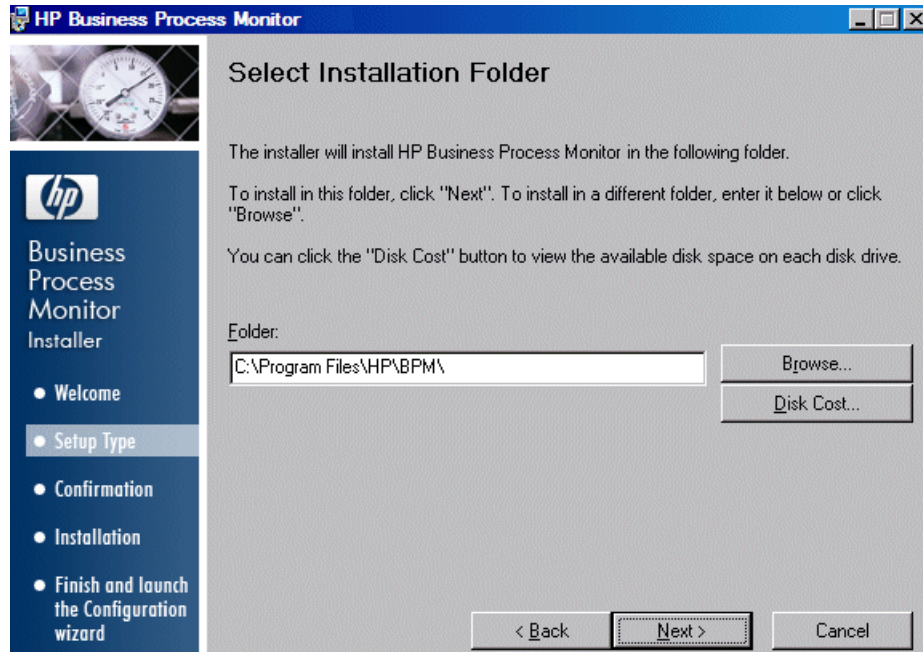 HP Business Process Monitor
Select Installation Folder
The installer will install HP Business Process Monitor in the following folder.
To install in this folder, click "Next". To install in a different folder, enter it below or click
"Browse".
You can click the "Disk Cost" button to view the available disk space on each disk drive.
Folder:
C:\Program Files\HP\BPM\
Browse...
Disk Cost...
hp
Business
Process
Monitor
Installer
Welcome
Setup Type
Confirmation
Installation
Finish and launch
the Configuration
wizard
< Back
Next >
Cancel